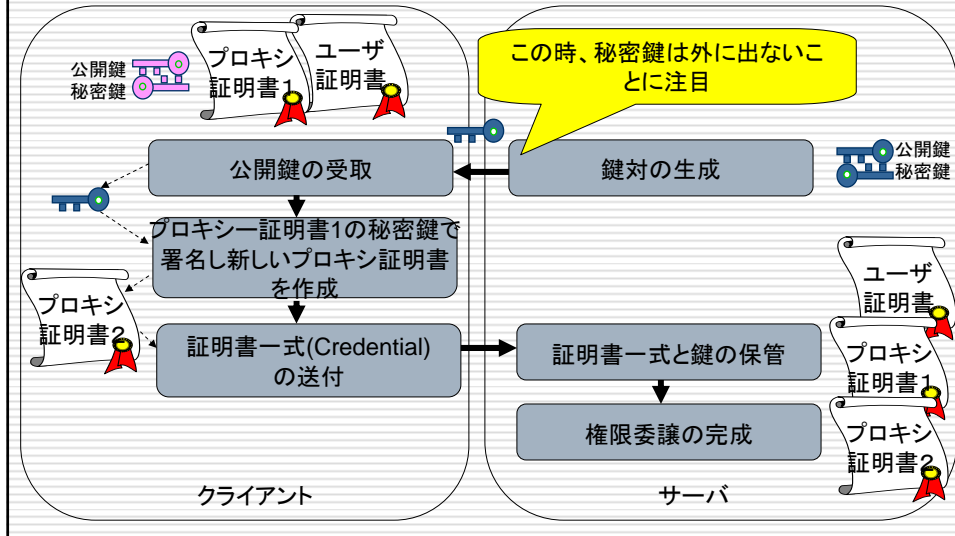 公開鍵
秘密鍵
プロキシ
証明書1
ユーザ
証明書
この時、秘密鍵は外に出ないこ
とに注目
公開鍵の受取
鍵対の生成
公開鍵
秘密鍵
プロキシー証明書1の秘密鍵で
署名し新しいプロキシ証明書
を作成
プロキシ
証明書2
証明書一式(Credential)
の送付
証明書一式と鍵の保管
権限委譲の完成
ユーザ
証明書
プロキシ
証明書1
プロキシ
証明書2
クライアント
サーバ